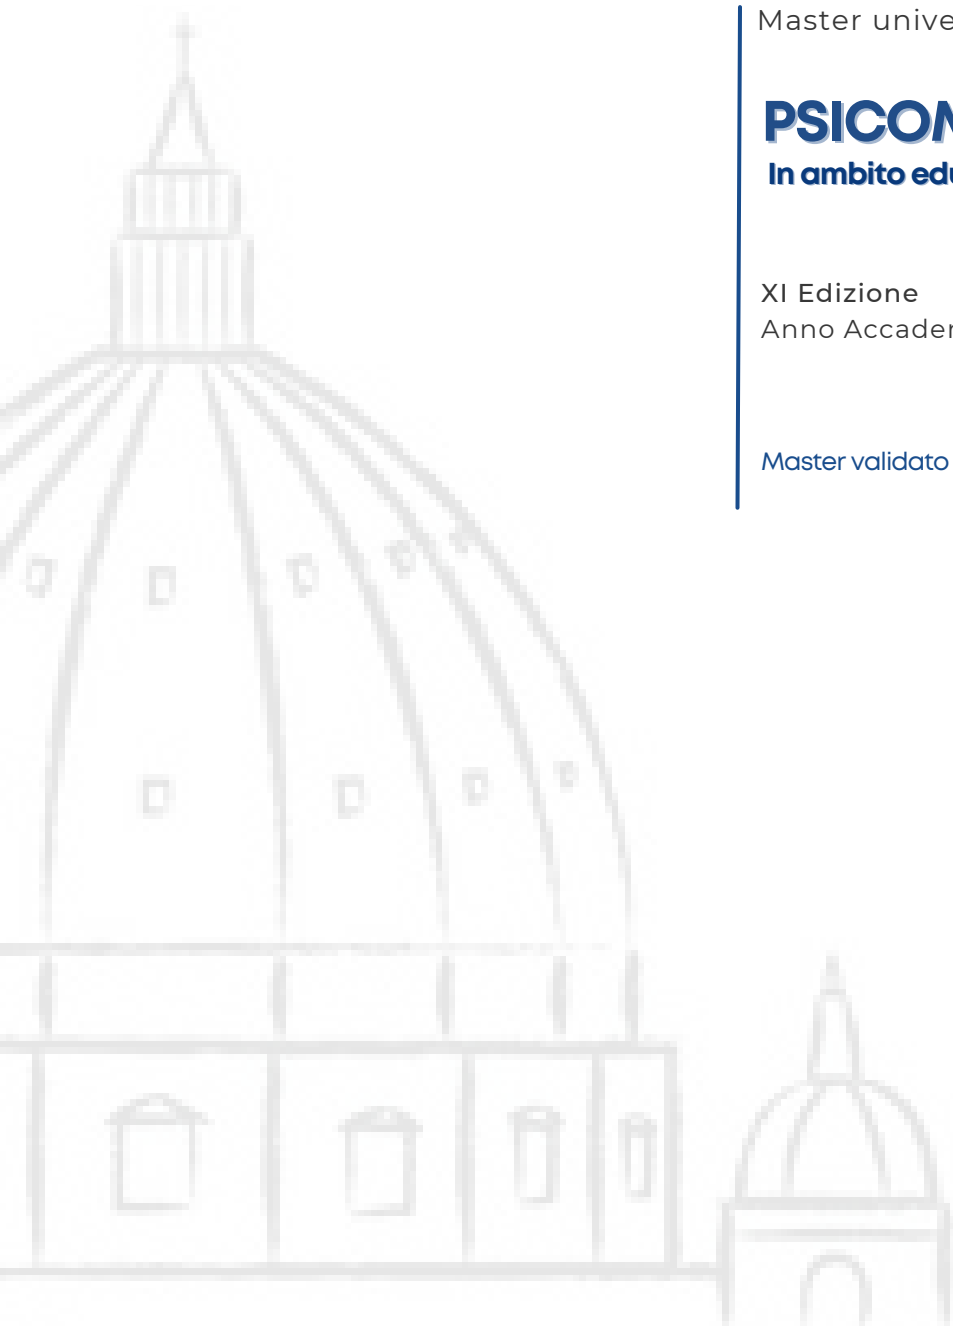 Master unive
PSICOM
In ambito edu
XI Edizione
Anno Accader
Master validato